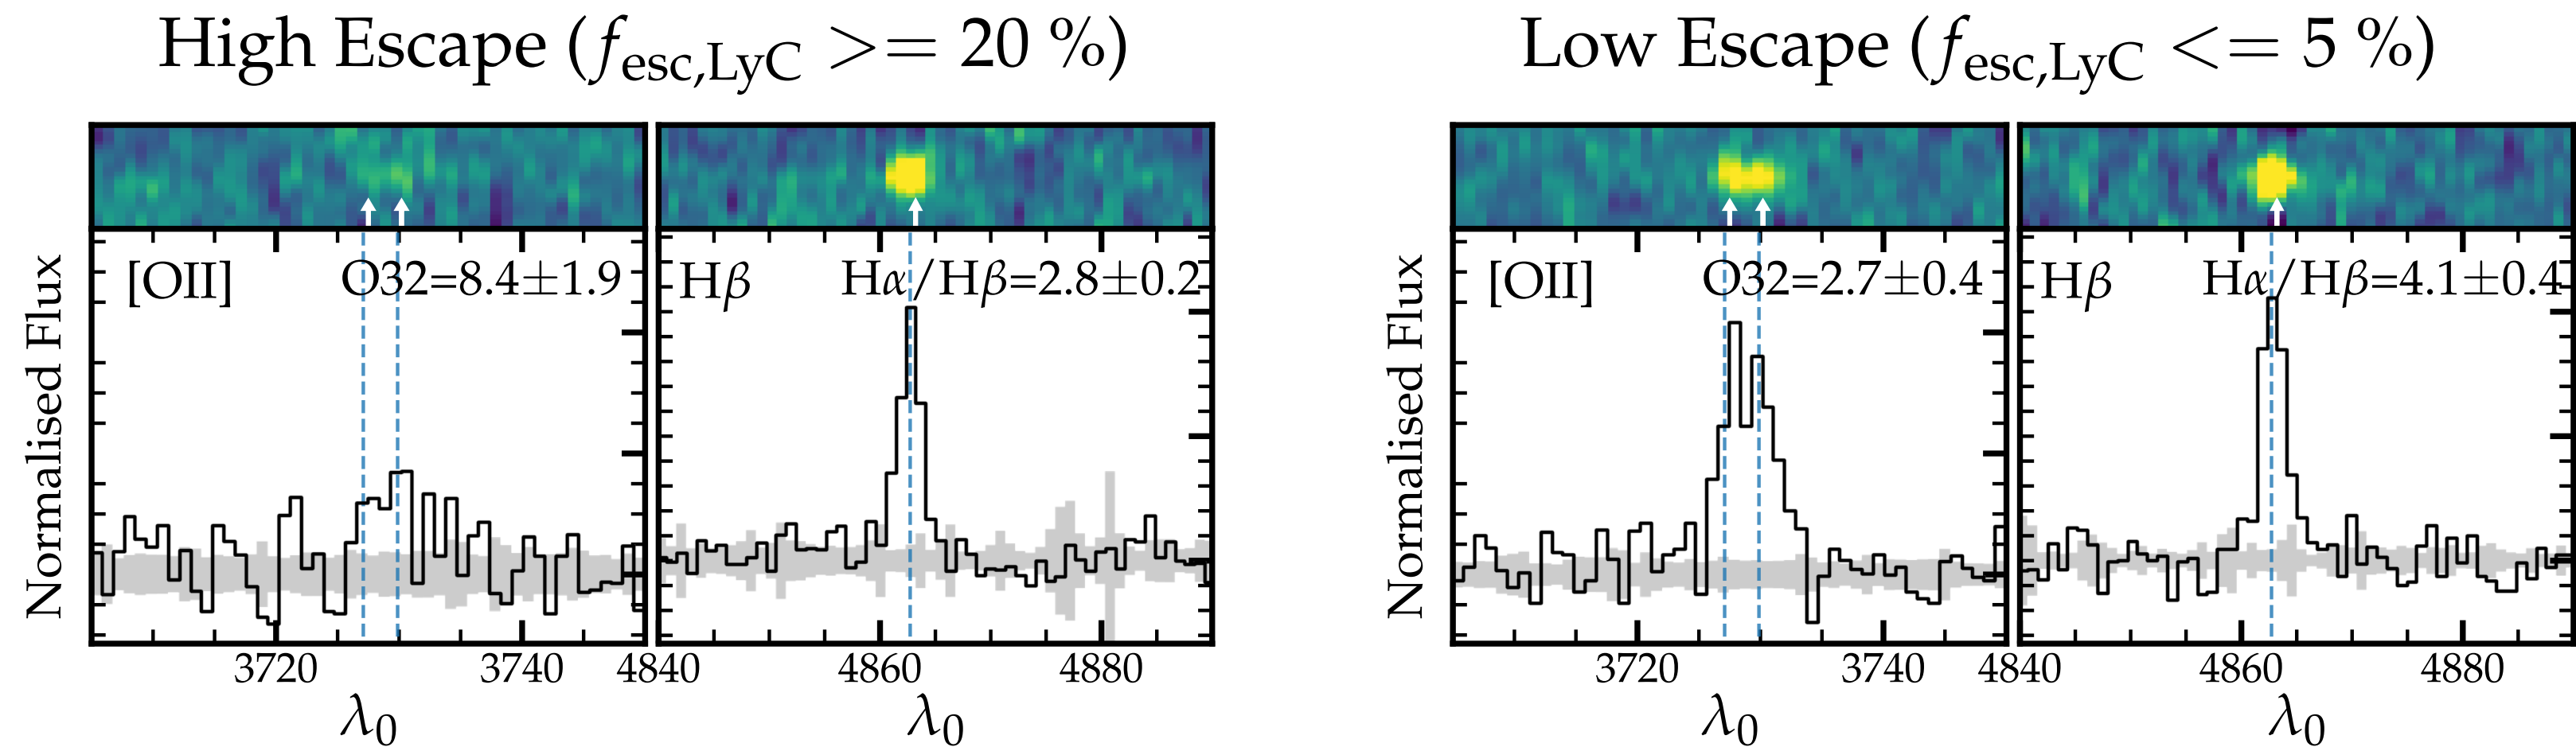 High Escape (f_esc,LyC >= 20 %)
Low Escape (f_esc,LyC <= 5 %)
Normalised Flux
[OII]
O32=8.4±1.9
Hβ
Hα/Hβ=2.8±0.2
3720 3740 4840 4860 4880
λ0
λ0
Normalised Flux
[OII]
O32=2.7±0.4
Hβ
Hα/Hβ=4.1±0.4
3720 3740 4840 4860 4880
λ0
λ0